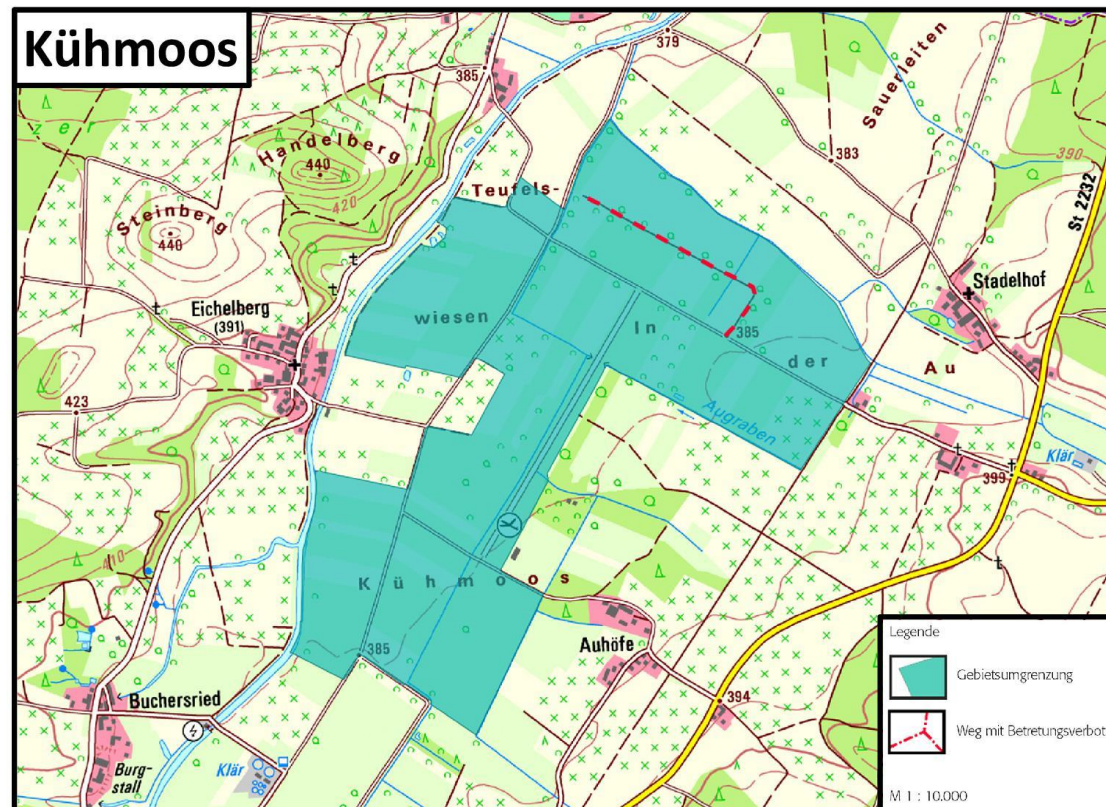 Kühmoos
379
385
Sauerleiten
zer
Handelberg
440
420
383
390
St 2232
Teufels-
Steinberg
440
Stadelhof
Eichelberg
(391)
wiesen
In
385
der
Au
423
Augraben
Klär
399
410
Kühmoos
385
Auhöfe
Buchersried
394
Burg-
stall
Klär
Legende
Gebietsumgrenzung
Weg mit Betretungsverbot
M 1 : 10.000